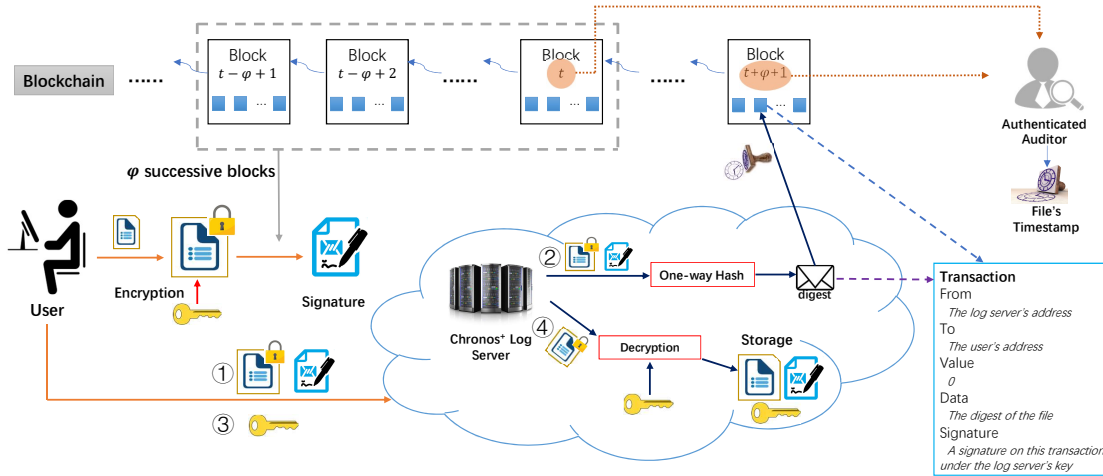 Blockchain
......
Block
t − φ + 1
...
Block
t − φ + 2
...
......
Block
t
...
......
Block
t+φ+1
...
Authenticated
Auditor
File's
Timestamp
φ successive blocks
User
Encryption
Signature
②
One-way Hash
digest
Chronos⁺ Log
Server
④
Decryption
Storage
①
③
Transaction
From
The log server's address
To
The user's address
Value
0
Data
The digest of the file
Signature
A signature on this transaction
under the log server's key